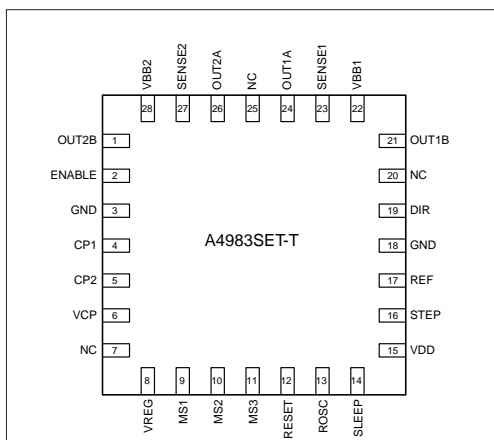 VBB2
SENSE2
OUT2A
NC
OUT1A
SENSE1
VBB1
28
27
26
25
24
23
22
OUT2B 1
21 OUT1B
ENABLE 2
20 NC
GND 3
19 DIR
A4983SET-T
CP1 4
18 GND
CP2 5
17 REF
VCP 6
16 STEP
NC 7
15 VDD
8
9
10
11
12
13
14
VREG
MS1
MS2
MS3
RESET
ROSC
SLEEP